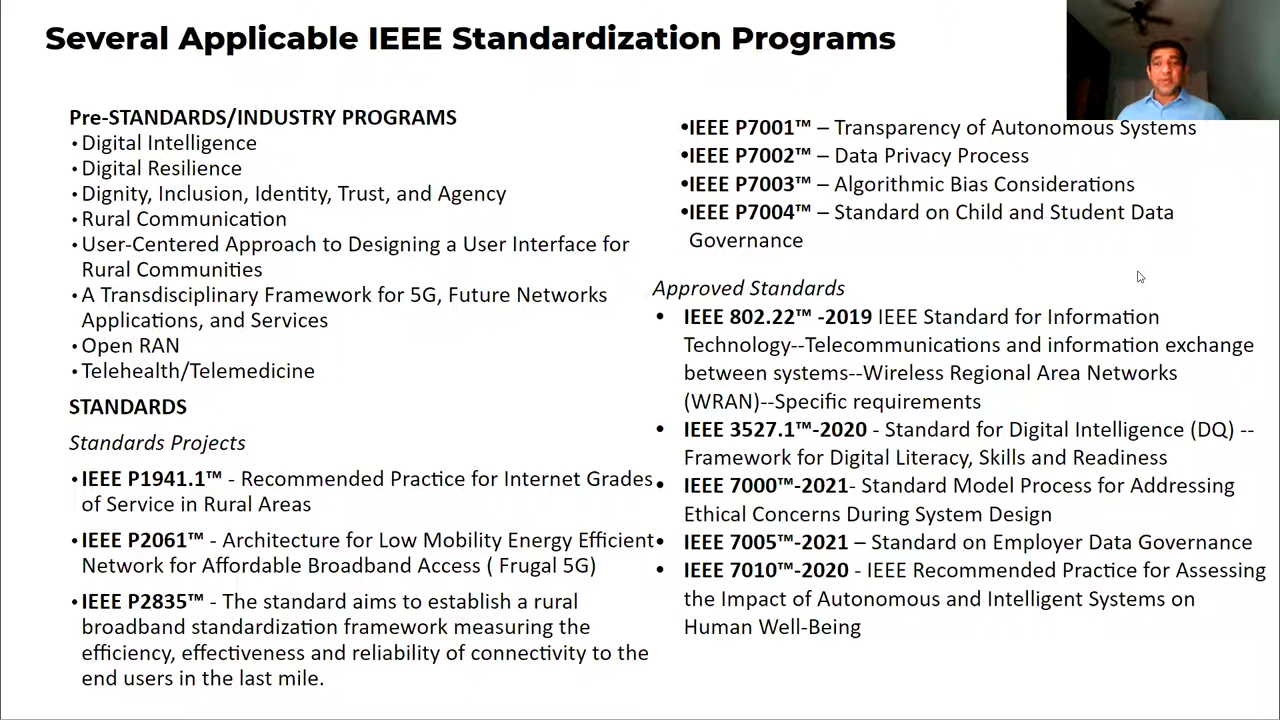 Several Applicable IEEE Standardization Programs
Pre-STANDARDS/INDUSTRY PROGRAMS
• Digital Intelligence
• Digital Resilience
• Dignity, Inclusion, Identity, Trust, and Agency
• Rural Communication
• User-Centered Approach to Designing a User Interface for
Rural Communities
• A Transdisciplinary Framework for 5G, Future Networks
Applications, and Services
• Open RAN
• Telehealth/Telemedicine
STANDARDS
Standards Projects
• IEEE P1941.1™ - Recommended Practice for Internet Grades
of Service in Rural Areas
• IEEE P2061™ - Architecture for Low Mobility Energy Efficient
Network for Affordable Broadband Access ( Frugal 5G)
• IEEE P2835™ - The standard aims to establish a rural
broadband standardization framework measuring the
efficiency, effectiveness and reliability of connectivity to the
end users in the last mile.
•IEEE P7001™ – Transparency of Autonomous Systems
•IEEE P7002™ – Data Privacy Process
•IEEE P7003™ – Algorithmic Bias Considerations
•IEEE P7004™ – Standard on Child and Student Data
Governance
Approved Standards
• IEEE 802.22™ -2019 IEEE Standard for Information
Technology--Telecommunications and information exchange
between systems--Wireless Regional Area Networks
(WRAN)--Specific requirements
• IEEE 3527.1™-2020 - Standard for Digital Intelligence (DQ) --
Framework for Digital Literacy, Skills and Readiness
• IEEE 7000™-2021- Standard Model Process for Addressing
Ethical Concerns During System Design
• IEEE 7005™-2021 – Standard on Employer Data Governance
• IEEE 7010™-2020 - IEEE Recommended Practice for Assessing
the Impact of Autonomous and Intelligent Systems on
Human Well-Being